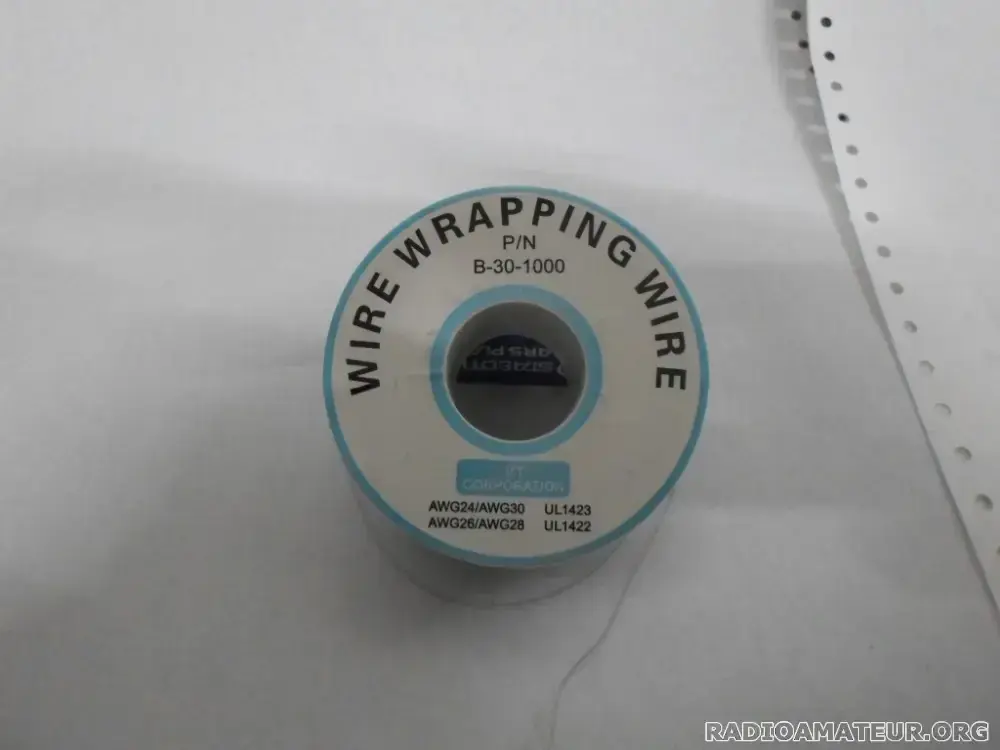 WIRE WRAPPING WIRE
P/N
B-30-1000
CORPORATION
AWG24/AWG30 UL1423
AWG26/AWG28 UL1422
RADIOAMATEUR.ORG